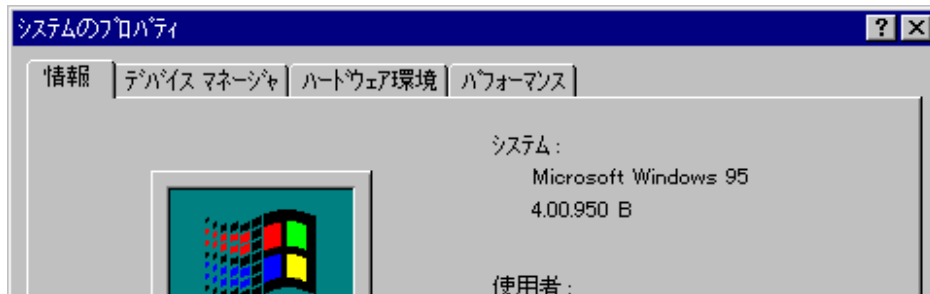 システムのプロパティ
情報 デバイス マネージャ ハードウェア環境 パフォーマンス
システム:
Microsoft Windows 95
4.00.950 B
使用者: